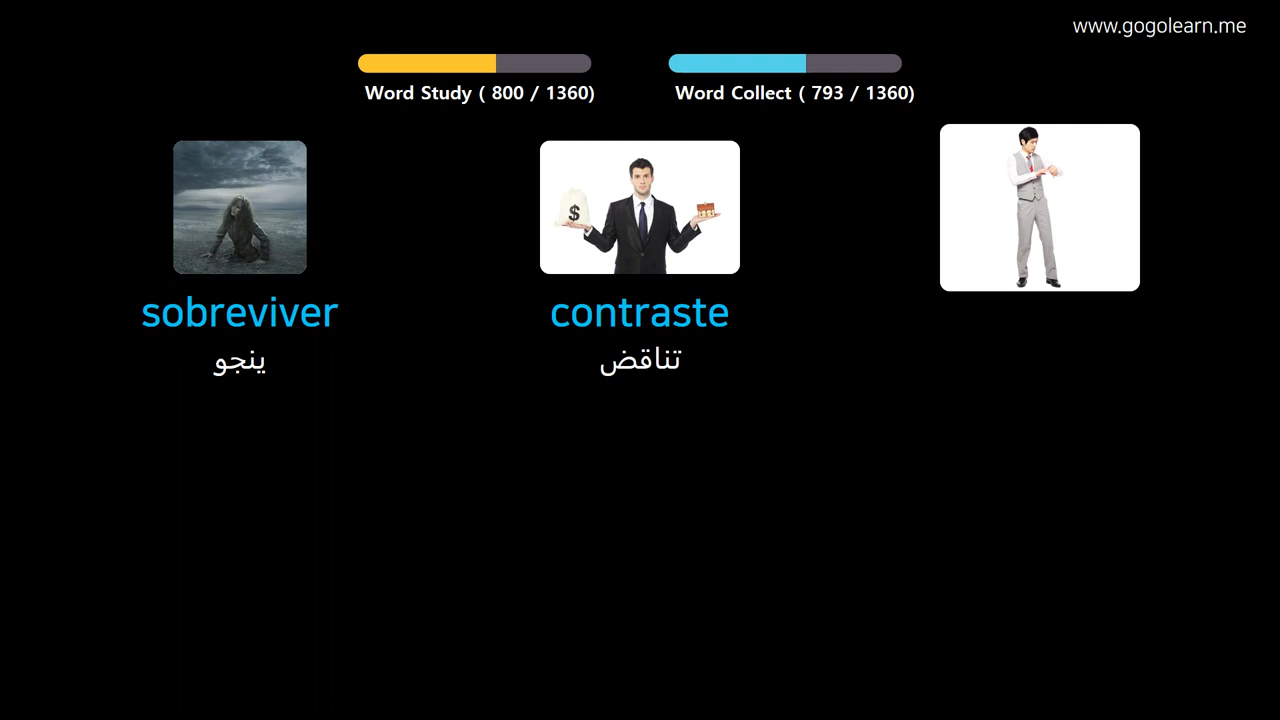 www.gogolearn.me
Word Study ( 800 / 1360)
Word Collect ( 793 / 1360)
$
sobreviver
ينجو
contraste
تناقض